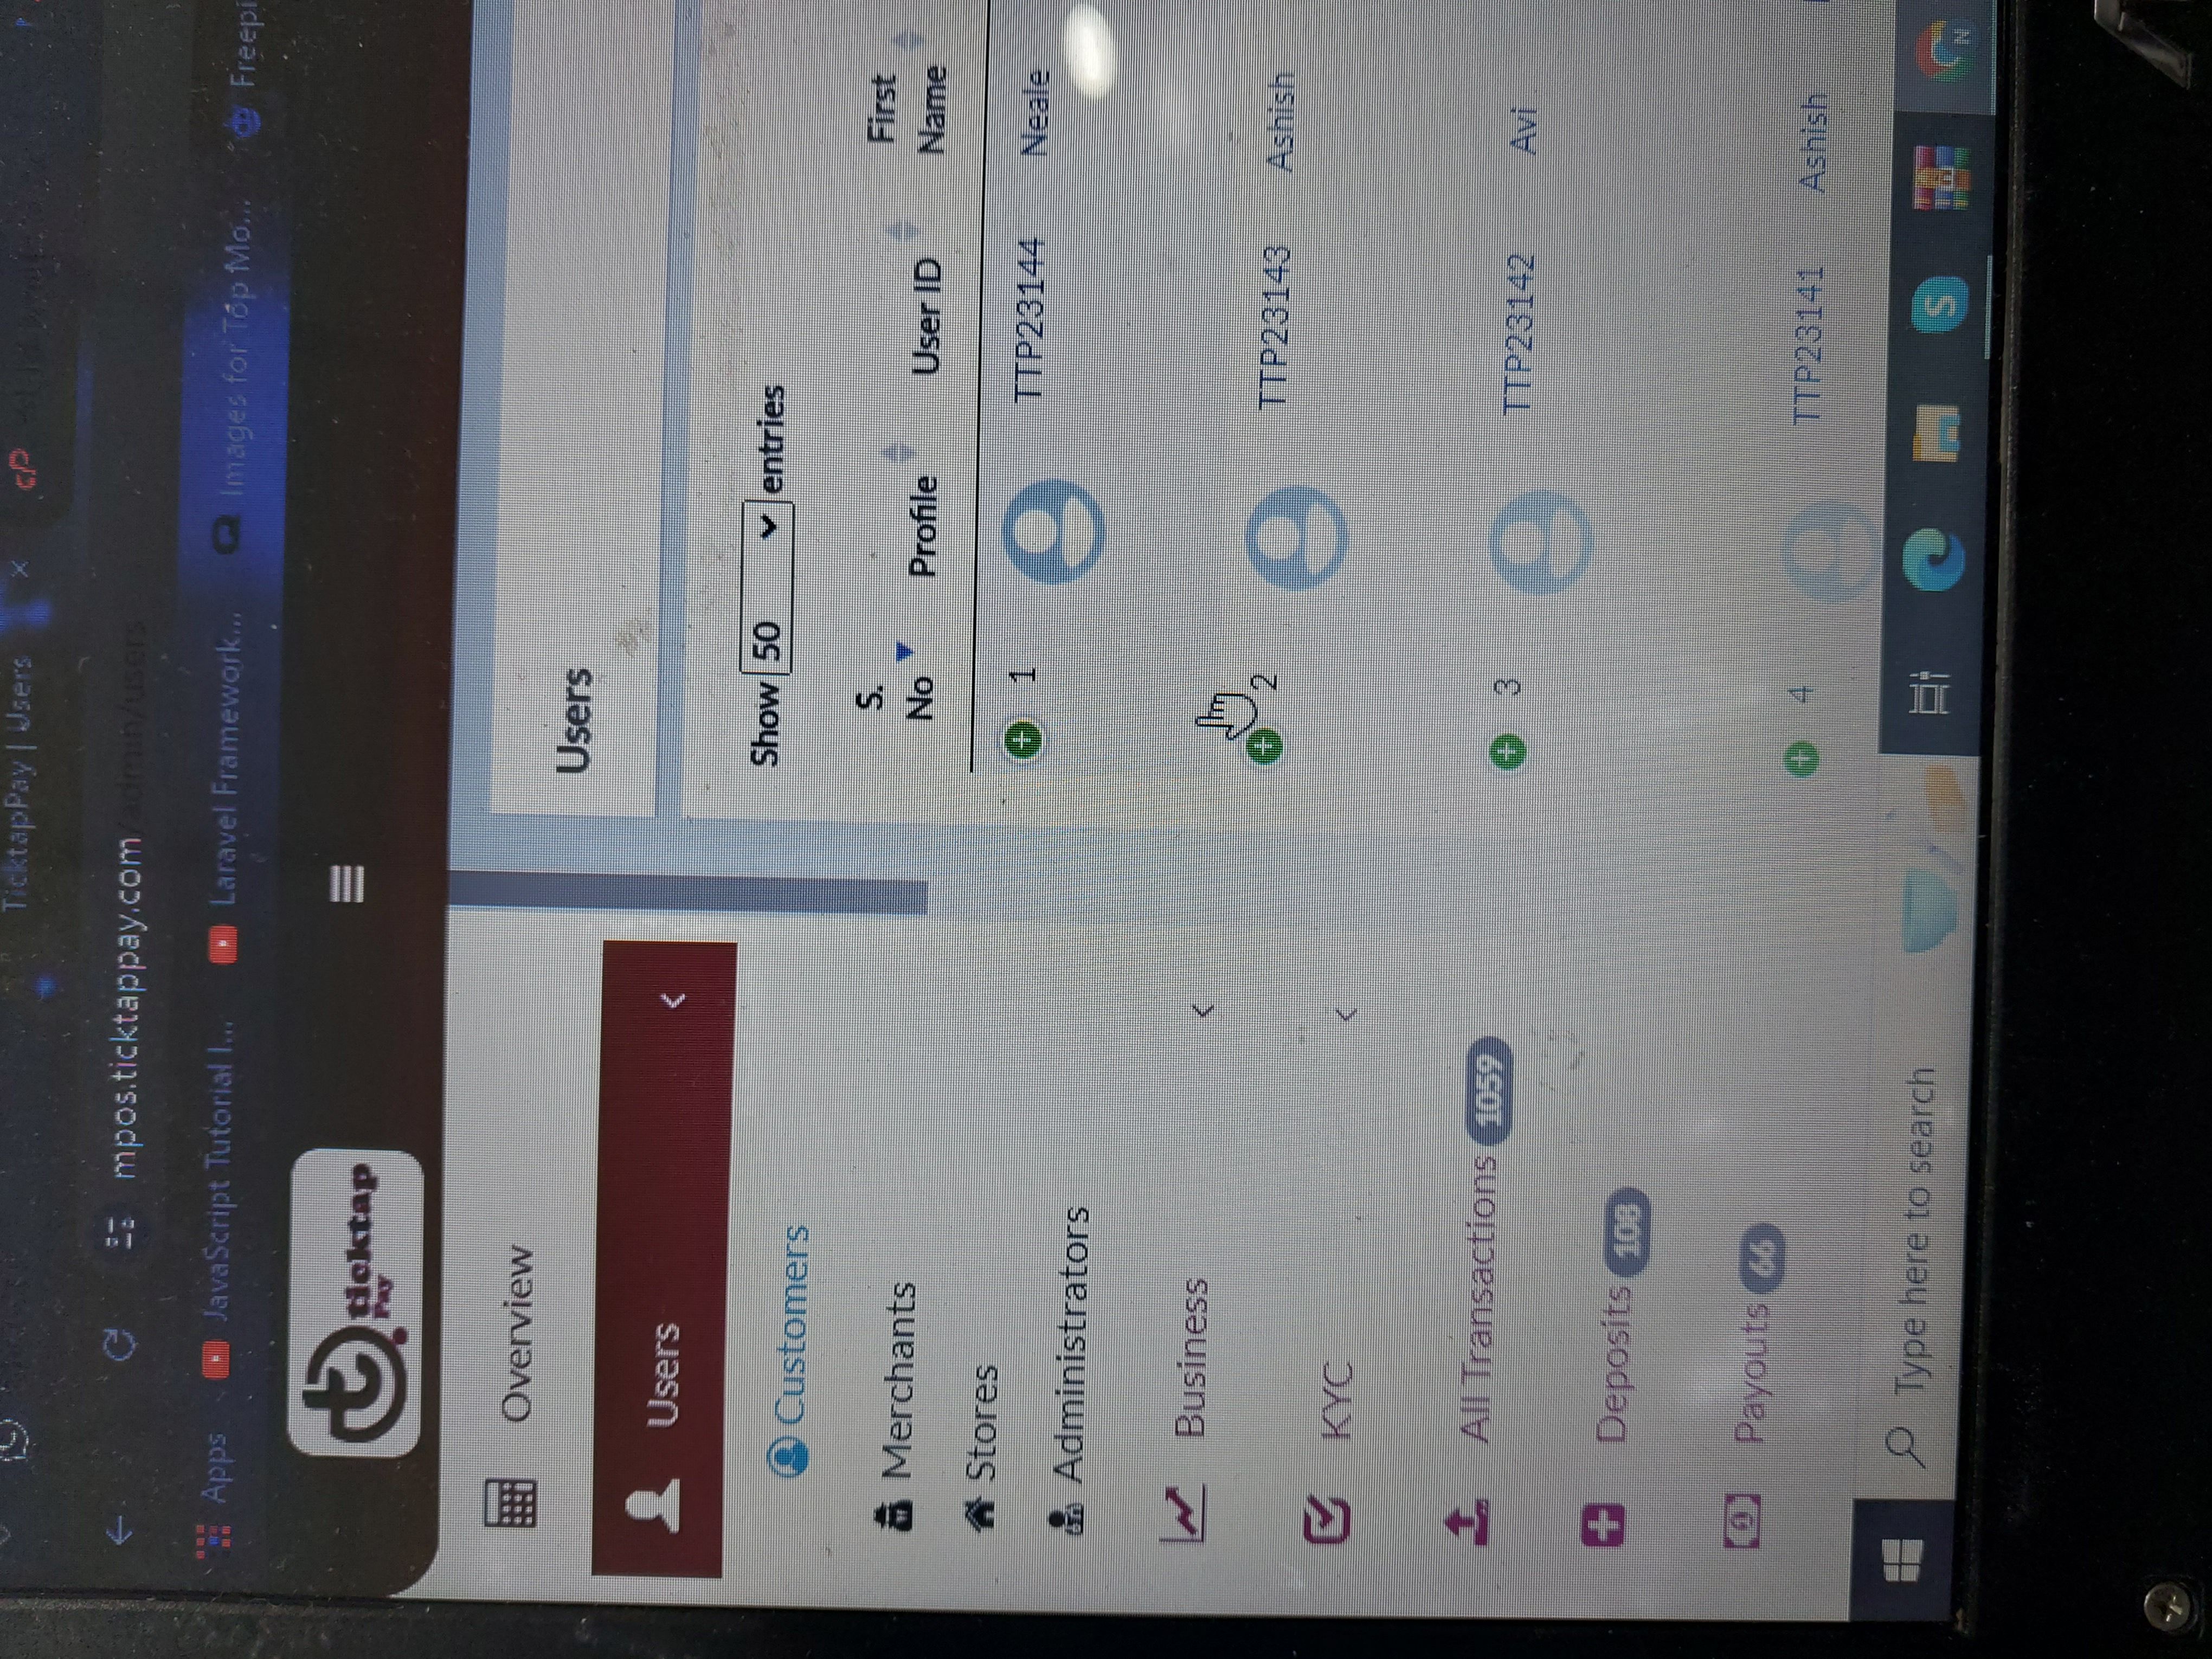 TicktapPay | Users
mpos.ticktappay.com/admin/users
Apps JavaScript Tutorial I... Laravel Framework... Images for Top Mo... Freepi
ticktap
Pay
Overview
Users
Customers
Merchants
Stores
Administrators
Business
KYC
All Transactions 1059
Deposits 108
Payouts 66
Users
Show 50 entries
S. No Profile User ID First Name
1 TTP23144 Neale
2 TTP23143 Ashish
3 TTP23142 Avi
4 TTP23141 Ashish
Type here to search